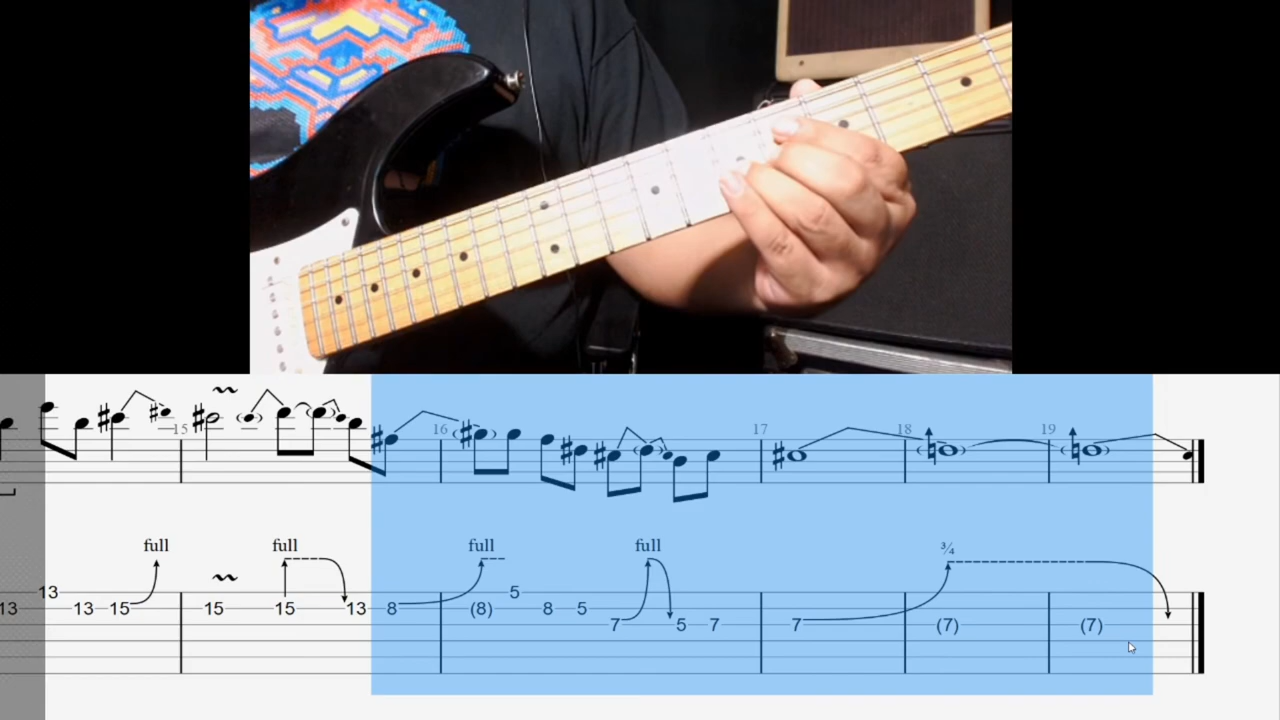 15 16 17 18 19
full full full full ¾
13 5
13 13 15 15 15 13 8 (8) 8 5
7 5 7 7 (7) (7)